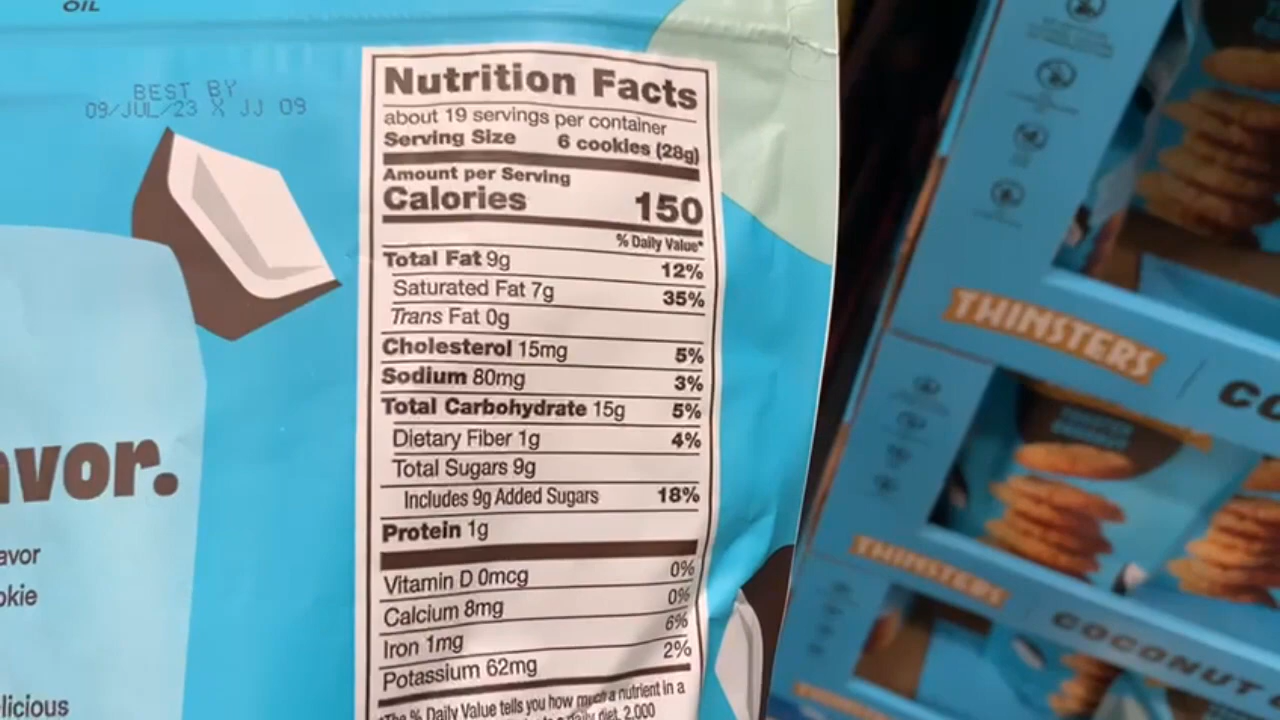 OIL
BEST BY
09/JUL/23 X JJ 09
Nutrition Facts
about 19 servings per container
Serving Size 6 cookies (28g)
Amount per Serving
Calories 150
% Daily Value*
Total Fat 9g 12%
Saturated Fat 7g 35%
Trans Fat 0g
Cholesterol 15mg 5%
Sodium 80mg 3%
Total Carbohydrate 15g 5%
Dietary Fiber 1g 4%
Total Sugars 9g
Includes 9g Added Sugars 18%
Protein 1g
Vitamin D 0mcg 0%
Calcium 8mg 0%
Iron 1mg 6%
Potassium 62mg 2%
*The % Daily Value tells you how much a nutrient in a
daily diet. 2,000
avor.
avor
okie
licious
THINSTERS CO
THINSTERS COCONUT